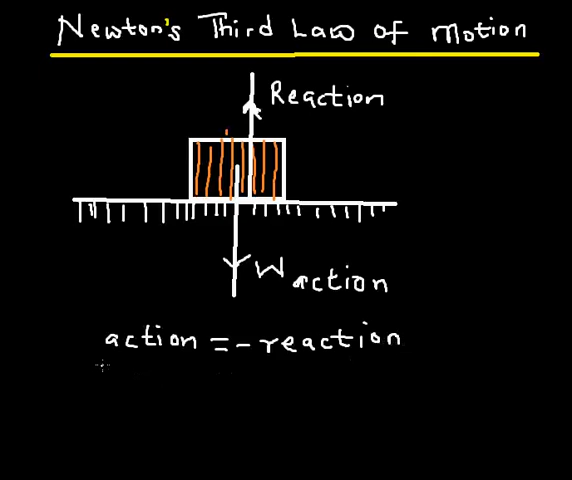 Newton's Third Law of Motion
Reaction
W action
action = - reaction